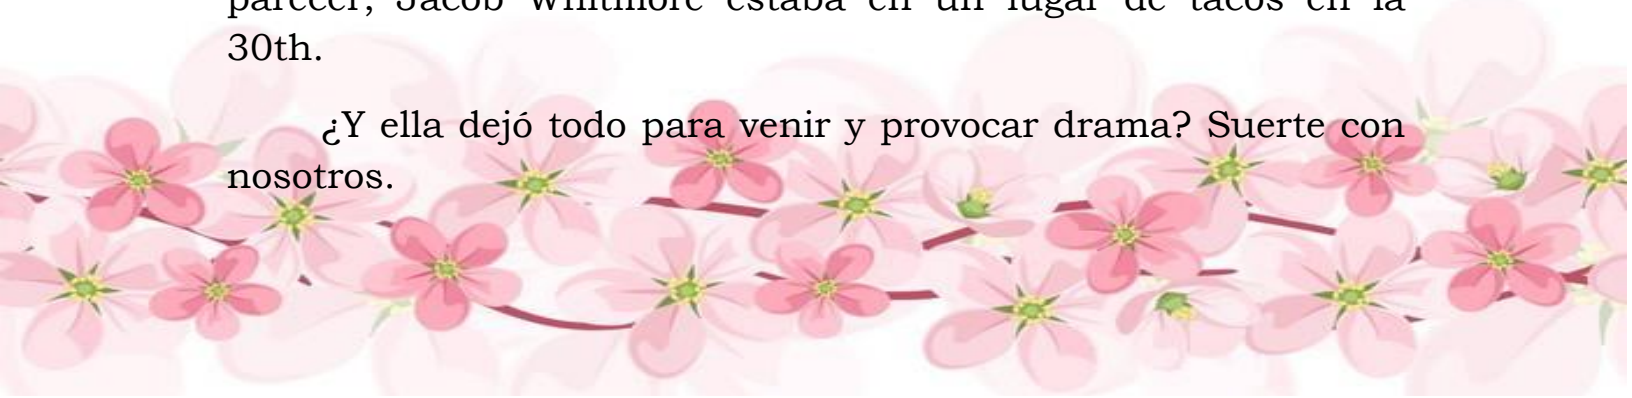 parecer, Jacob Whitmore estaba en un lugar de tacos en la
30th.
¿Y ella dejó todo para venir y provocar drama? Suerte con
nosotros.